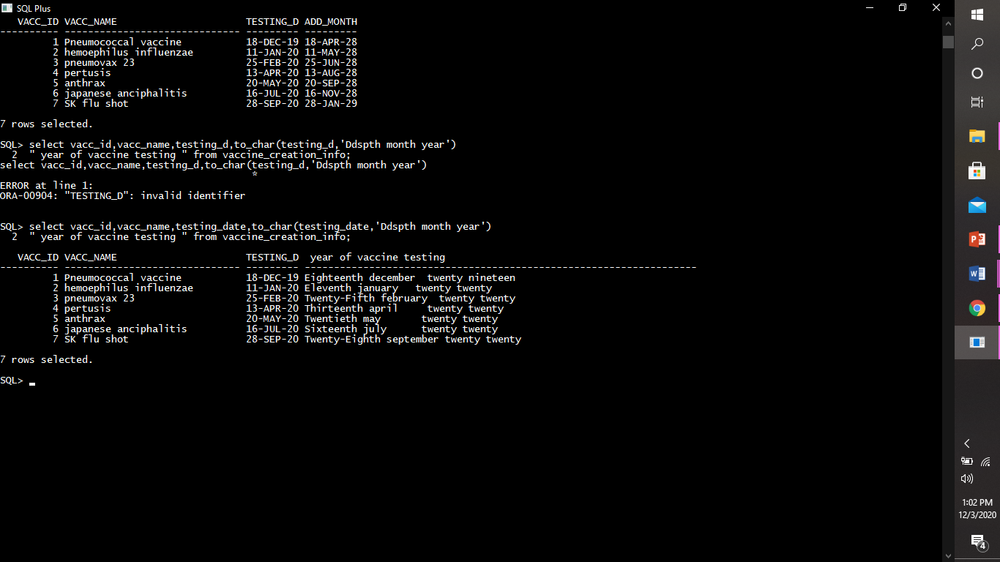 SQL Plus
   VACC_ID VACC_NAME                      TESTING_D ADD_MONTH
---------- ------------------------------ --------- ---------
         1 Pneumococcal vaccine           18-DEC-19 18-APR-28
         2 hemoephilus influenzae         11-JAN-20 11-MAY-28
         3 pneumovax 23                   25-FEB-20 25-JUN-28
         4 pertusis                       13-APR-20 13-AUG-28
         5 anthrax                        20-MAY-20 20-SEP-28
         6 japanese anciphalitis          16-JUL-20 16-NOV-28
         7 SK flu shot                    28-SEP-20 28-JAN-29
7 rows selected.
SQL> select vacc_id,vacc_name,testing_d,to_char(testing_d,'Ddspth month year')
  2  " year of vaccine testing " from vaccine_creation_info;
select vacc_id,vacc_name,testing_d,to_char(testing_d,'Ddspth month year')
                                           *
ERROR at line 1:
ORA-00904: "TESTING_D": invalid identifier
SQL> select vacc_id,vacc_name,testing_date,to_char(testing_date,'Ddspth month year')
  2  " year of vaccine testing " from vaccine_creation_info;
   VACC_ID VACC_NAME                      TESTING_D  year of vaccine testing
---------- ------------------------------ --------- -------------------------------------------------------------------
         1 Pneumococcal vaccine           18-DEC-19 Eighteenth december  twenty nineteen
         2 hemoephilus influenzae         11-JAN-20 Eleventh january   twenty twenty
         3 pneumovax 23                   25-FEB-20 Twenty-Fifth february  twenty twenty
         4 pertusis                       13-APR-20 Thirteenth april     twenty twenty
         5 anthrax                        20-MAY-20 Twentieth may       twenty twenty
         6 japanese anciphalitis          16-JUL-20 Sixteenth july      twenty twenty
         7 SK flu shot                    28-SEP-20 Twenty-Eighth september twenty twenty
7 rows selected.
SQL>
1:02 PM
12/3/2020
4